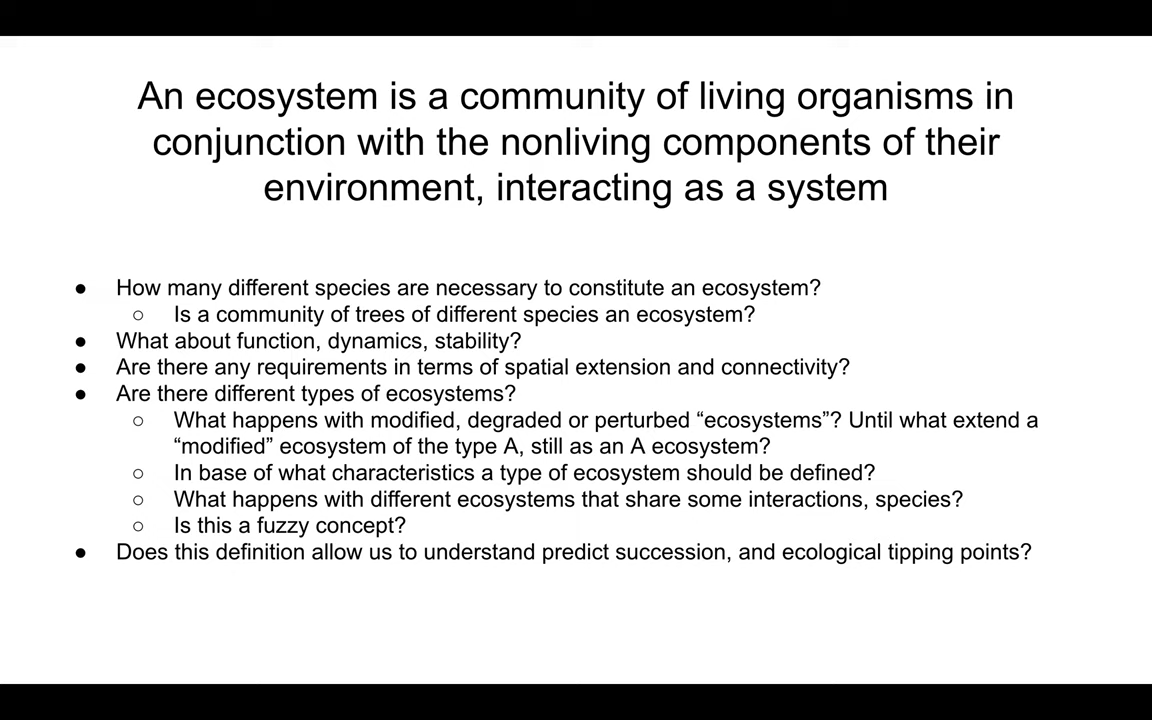 An ecosystem is a community of living organisms in
conjunction with the nonliving components of their
environment, interacting as a system
● How many different species are necessary to constitute an ecosystem?
○ Is a community of trees of different species an ecosystem?
● What about function, dynamics, stability?
● Are there any requirements in terms of spatial extension and connectivity?
● Are there different types of ecosystems?
○ What happens with modified, degraded or perturbed “ecosystems”? Until what extend a
“modified” ecosystem of the type A, still as an A ecosystem?
○ In base of what characteristics a type of ecosystem should be defined?
○ What happens with different ecosystems that share some interactions, species?
○ Is this a fuzzy concept?
● Does this definition allow us to understand predict succession, and ecological tipping points?